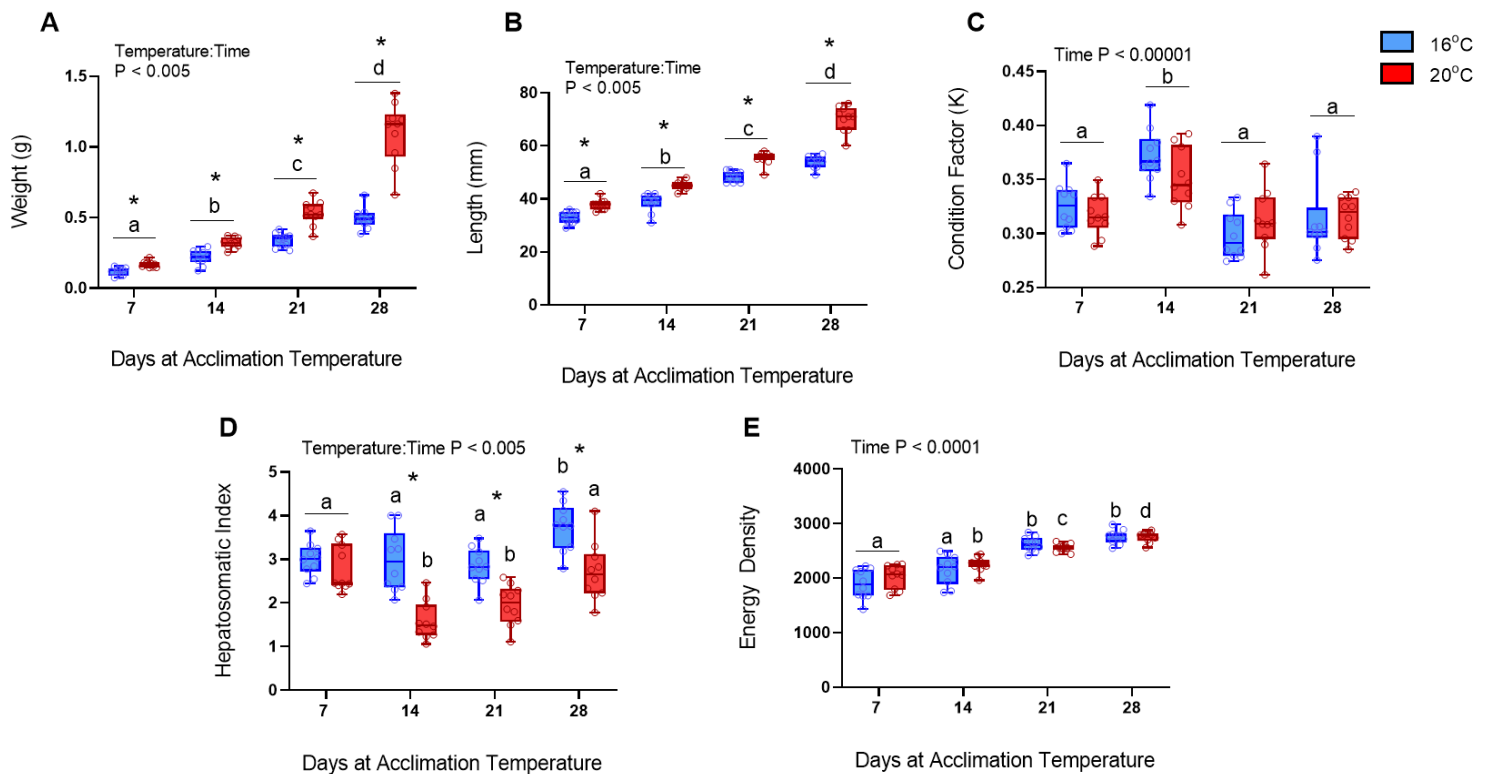 A
Temperature:Time
P < 0.005
*
*
*
*
a
b
c
d
1.5
1.0
0.5
0.0
Weight (g)
7 14 21 28
Days at Acclimation Temperature
B
Temperature:Time
P < 0.005
*
*
*
*
a
b
c
d
80
60
40
20
0
Length (mm)
7 14 21 28
Days at Acclimation Temperature
C
Time P < 0.00001
a
b
a
a
0.45
0.40
0.35
0.30
0.25
Condition Factor (K)
7 14 21 28
Days at Acclimation Temperature
16°C
20°C
D
Temperature:Time P < 0.005
a
a * b
a * b
b * a
5
4
3
2
1
0
Hepatosomatic Index
7 14 21 28
Days at Acclimation Temperature
E
Time P < 0.0001
a
a b
b c
b d
4000
3000
2000
1000
0
Energy Density
7 14 21 28
Days at Acclimation Temperature